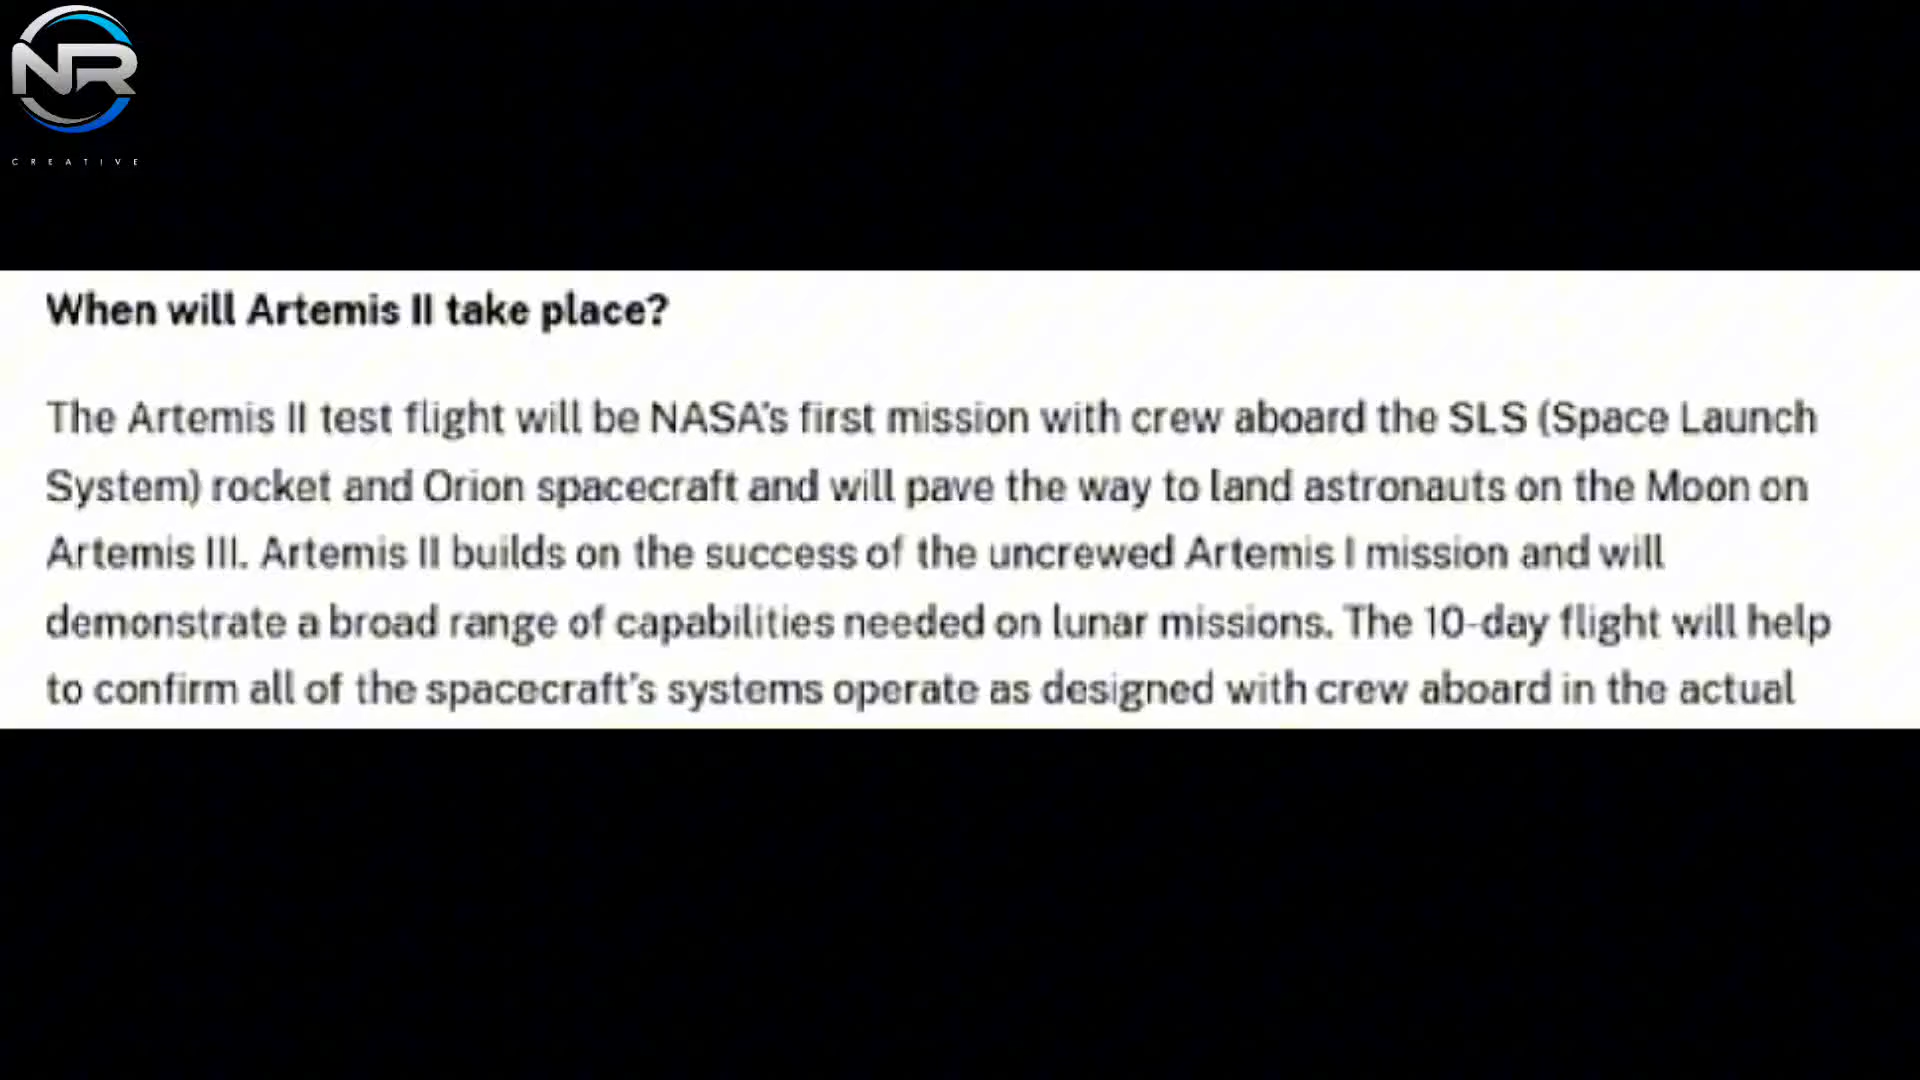 NR
CREATIVE
When will Artemis II take place?
The Artemis II test flight will be NASA's first mission with crew aboard the SLS (Space Launch
System) rocket and Orion spacecraft and will pave the way to land astronauts on the Moon on
Artemis III. Artemis II builds on the success of the uncrewed Artemis I mission and will
demonstrate a broad range of capabilities needed on lunar missions. The 10-day flight will help
to confirm all of the spacecraft's systems operate as designed with crew aboard in the actual